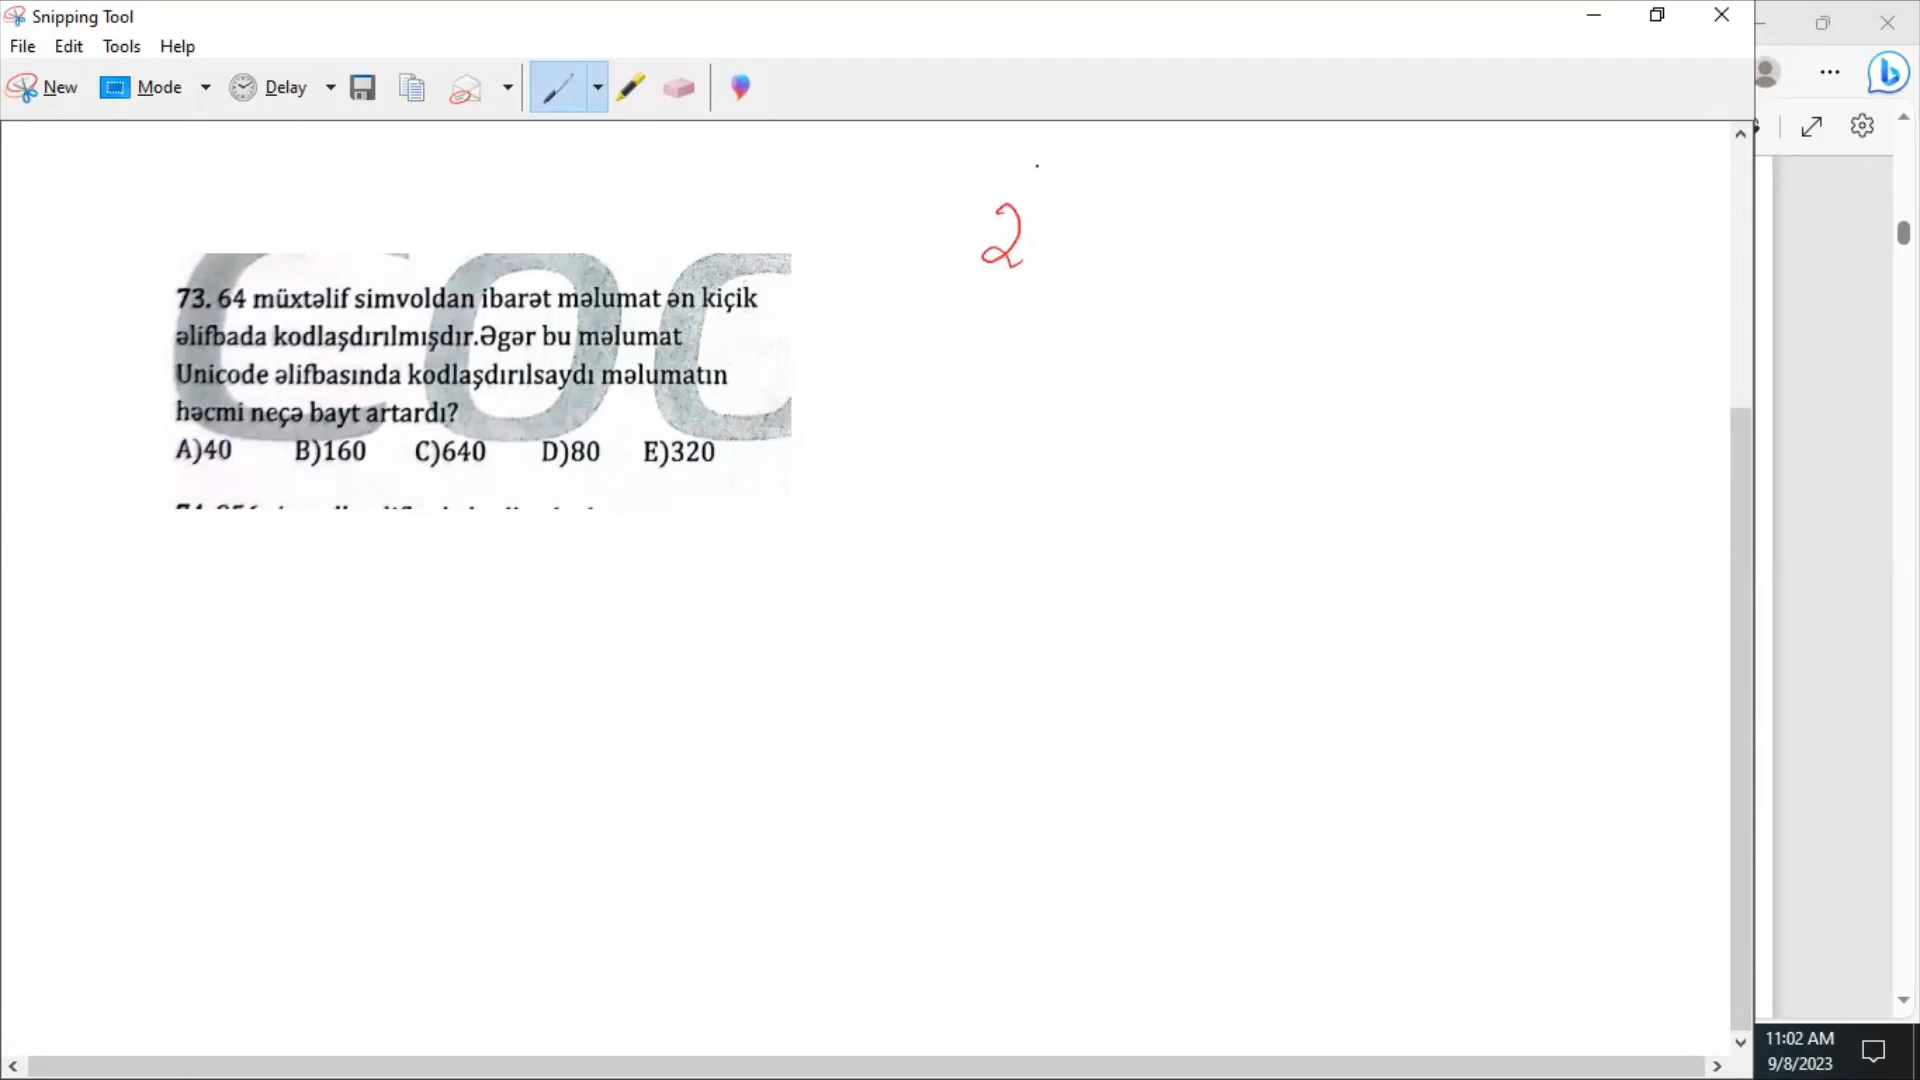 Snipping Tool
File Edit Tools Help
New Mode Delay
2
73. 64 müxtəlif simvoldan ibarət məlumat ən kiçik
əlifbada kodlaşdırılmışdır.Əgər bu məlumat
Unicode əlifbasında kodlaşdırılsaydı məlumatın
həcmi neçə bayt artardı?
A)40 B)160 C)640 D)80 E)320
11:02 AM
9/8/2023